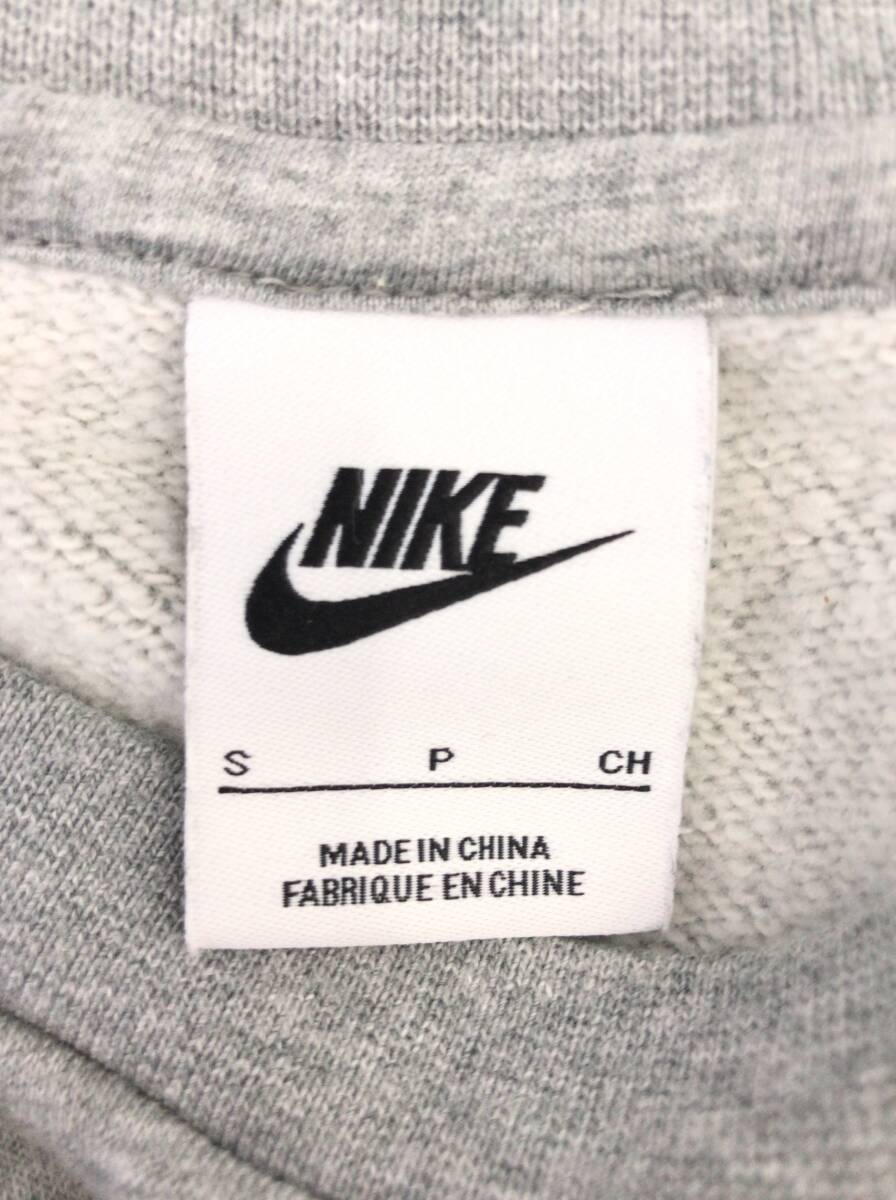 NIKE
S P CH
MADE IN CHINA
FABRIQUE EN CHINE